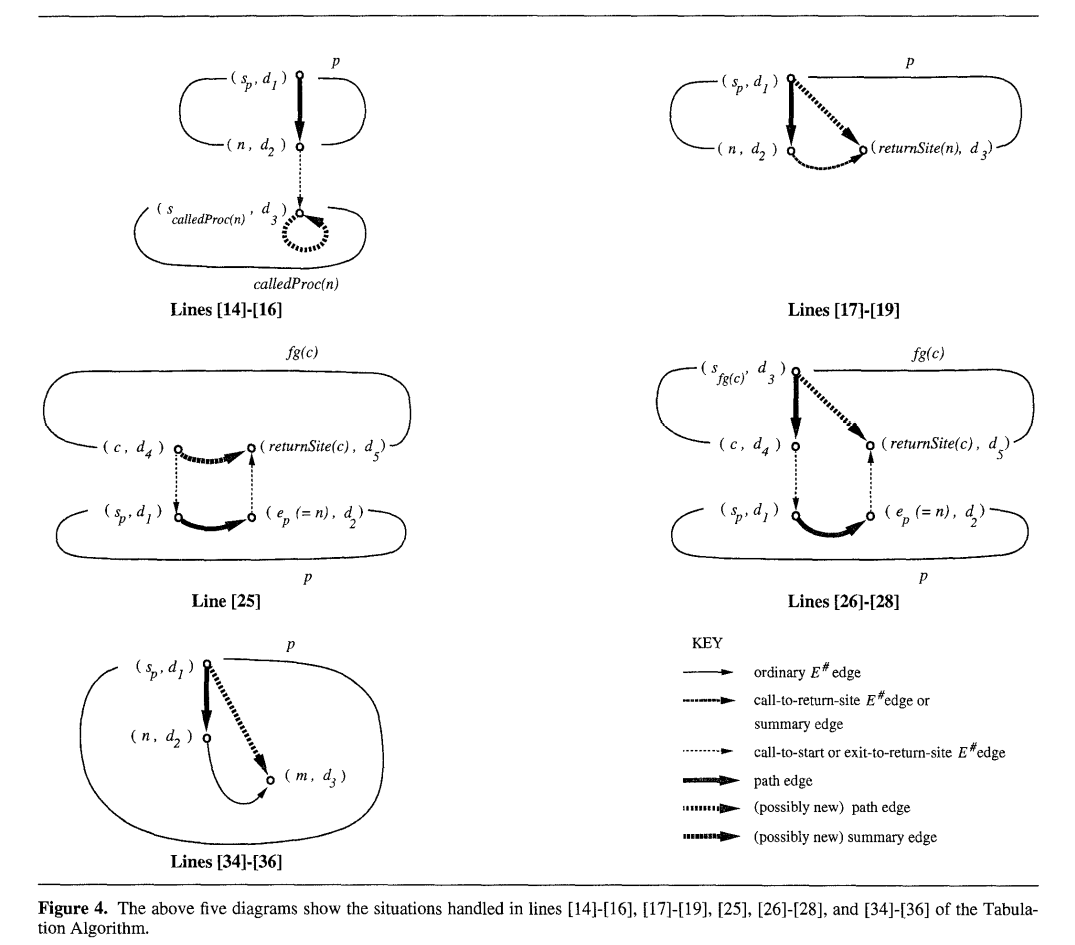 p
( s_p, d_1 )
( n, d_2 )
( s_calledProc(n), d_3 )
calledProc(n)
Lines [14]-[16]
p
( s_p, d_1 )
( n, d_2 )
(returnSite(n), d_3 )
Lines [17]-[19]
fg(c)
( c, d_4 )
(returnSite(c), d_5 )
( s_p, d_1 )
( e_p (= n), d_2 )
p
Line [25]
fg(c)
( s_fg(c), d_3 )
( c, d_4 )
(returnSite(c), d_5 )
( s_p, d_1 )
( e_p (= n), d_2 )
p
Lines [26]-[28]
p
( s_p, d_1 )
( n, d_2 )
( m, d_3 )
Lines [34]-[36]
KEY
ordinary E# edge
call-to-return-site E# edge or
summary edge
call-to-start or exit-to-return-site E# edge
path edge
(possibly new) path edge
(possibly new) summary edge
Figure 4. The above five diagrams show the situations handled in lines [14]-[16], [17]-[19], [25], [26]-[28], and [34]-[36] of the Tabula-
tion Algorithm.